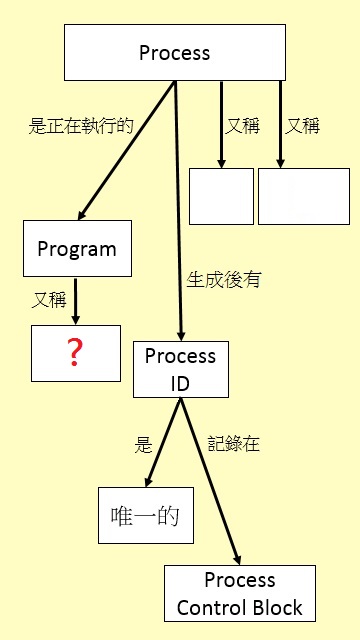 Process
是正在執行的
又稱
又稱
Program
生成後有
又稱
?
Process
ID
是
記錄在
唯一的
Process
Control Block